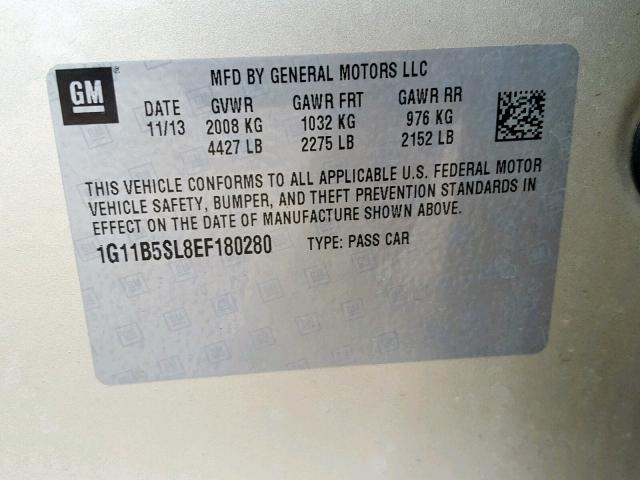 GM
MFD BY GENERAL MOTORS LLC
DATE GVWR GAWR FRT GAWR RR
11/13 2008 KG 1032 KG 976 KG
4427 LB 2275 LB 2152 LB
THIS VEHICLE CONFORMS TO ALL APPLICABLE U.S. FEDERAL MOTOR
VEHICLE SAFETY, BUMPER, AND THEFT PREVENTION STANDARDS IN
EFFECT ON THE DATE OF MANUFACTURE SHOWN ABOVE.
1G11B5SL8EF180280 TYPE: PASS CAR